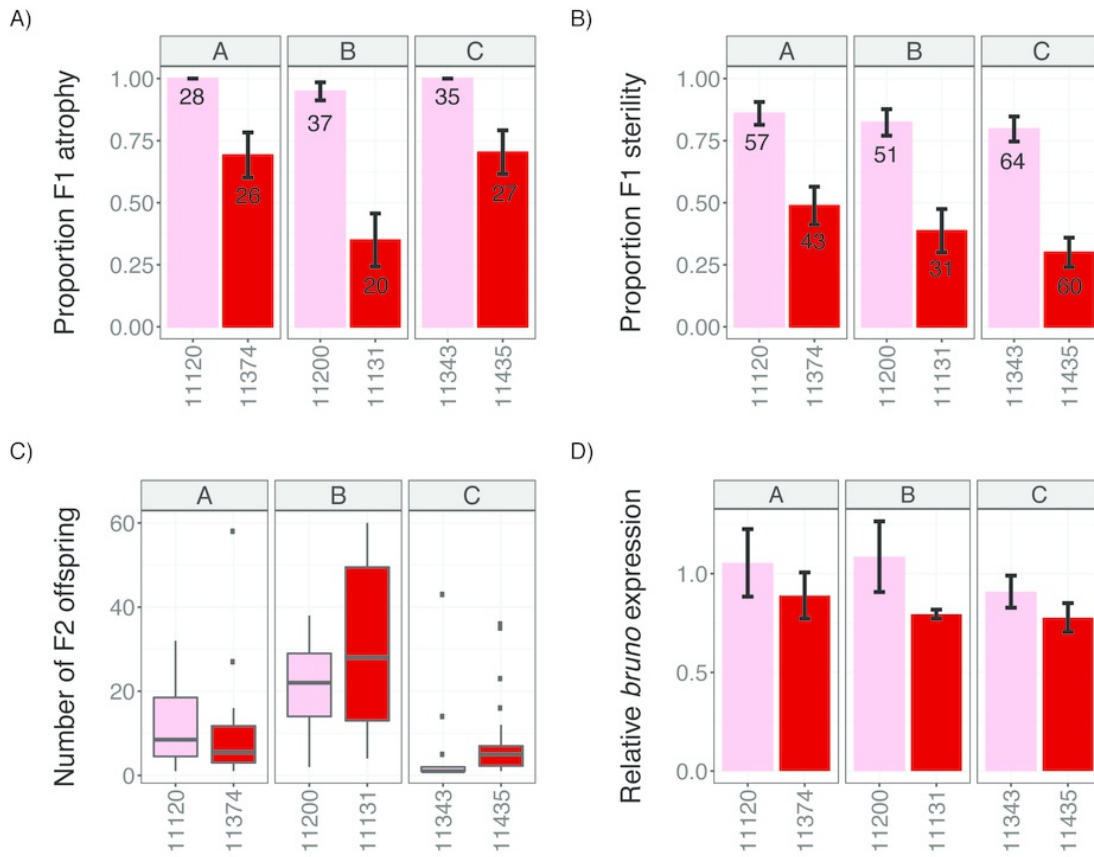 A)
A B C
Proportion F1 atrophy
1.00
0.75
0.50
0.25
0.00
28 26 37 20 35 27
11120 11374 11200 11131 11343 11435
B)
A B C
Proportion F1 sterility
1.00
0.75
0.50
0.25
0.00
57 43 51 31 64 60
11120 11374 11200 11131 11343 11435
C)
A B C
Number of F2 offspring
60
40
20
0
11120 11374 11200 11131 11343 11435
D)
A B C
Relative bruno expression
1.0
0.5
0.0
11120 11374 11200 11131 11343 11435